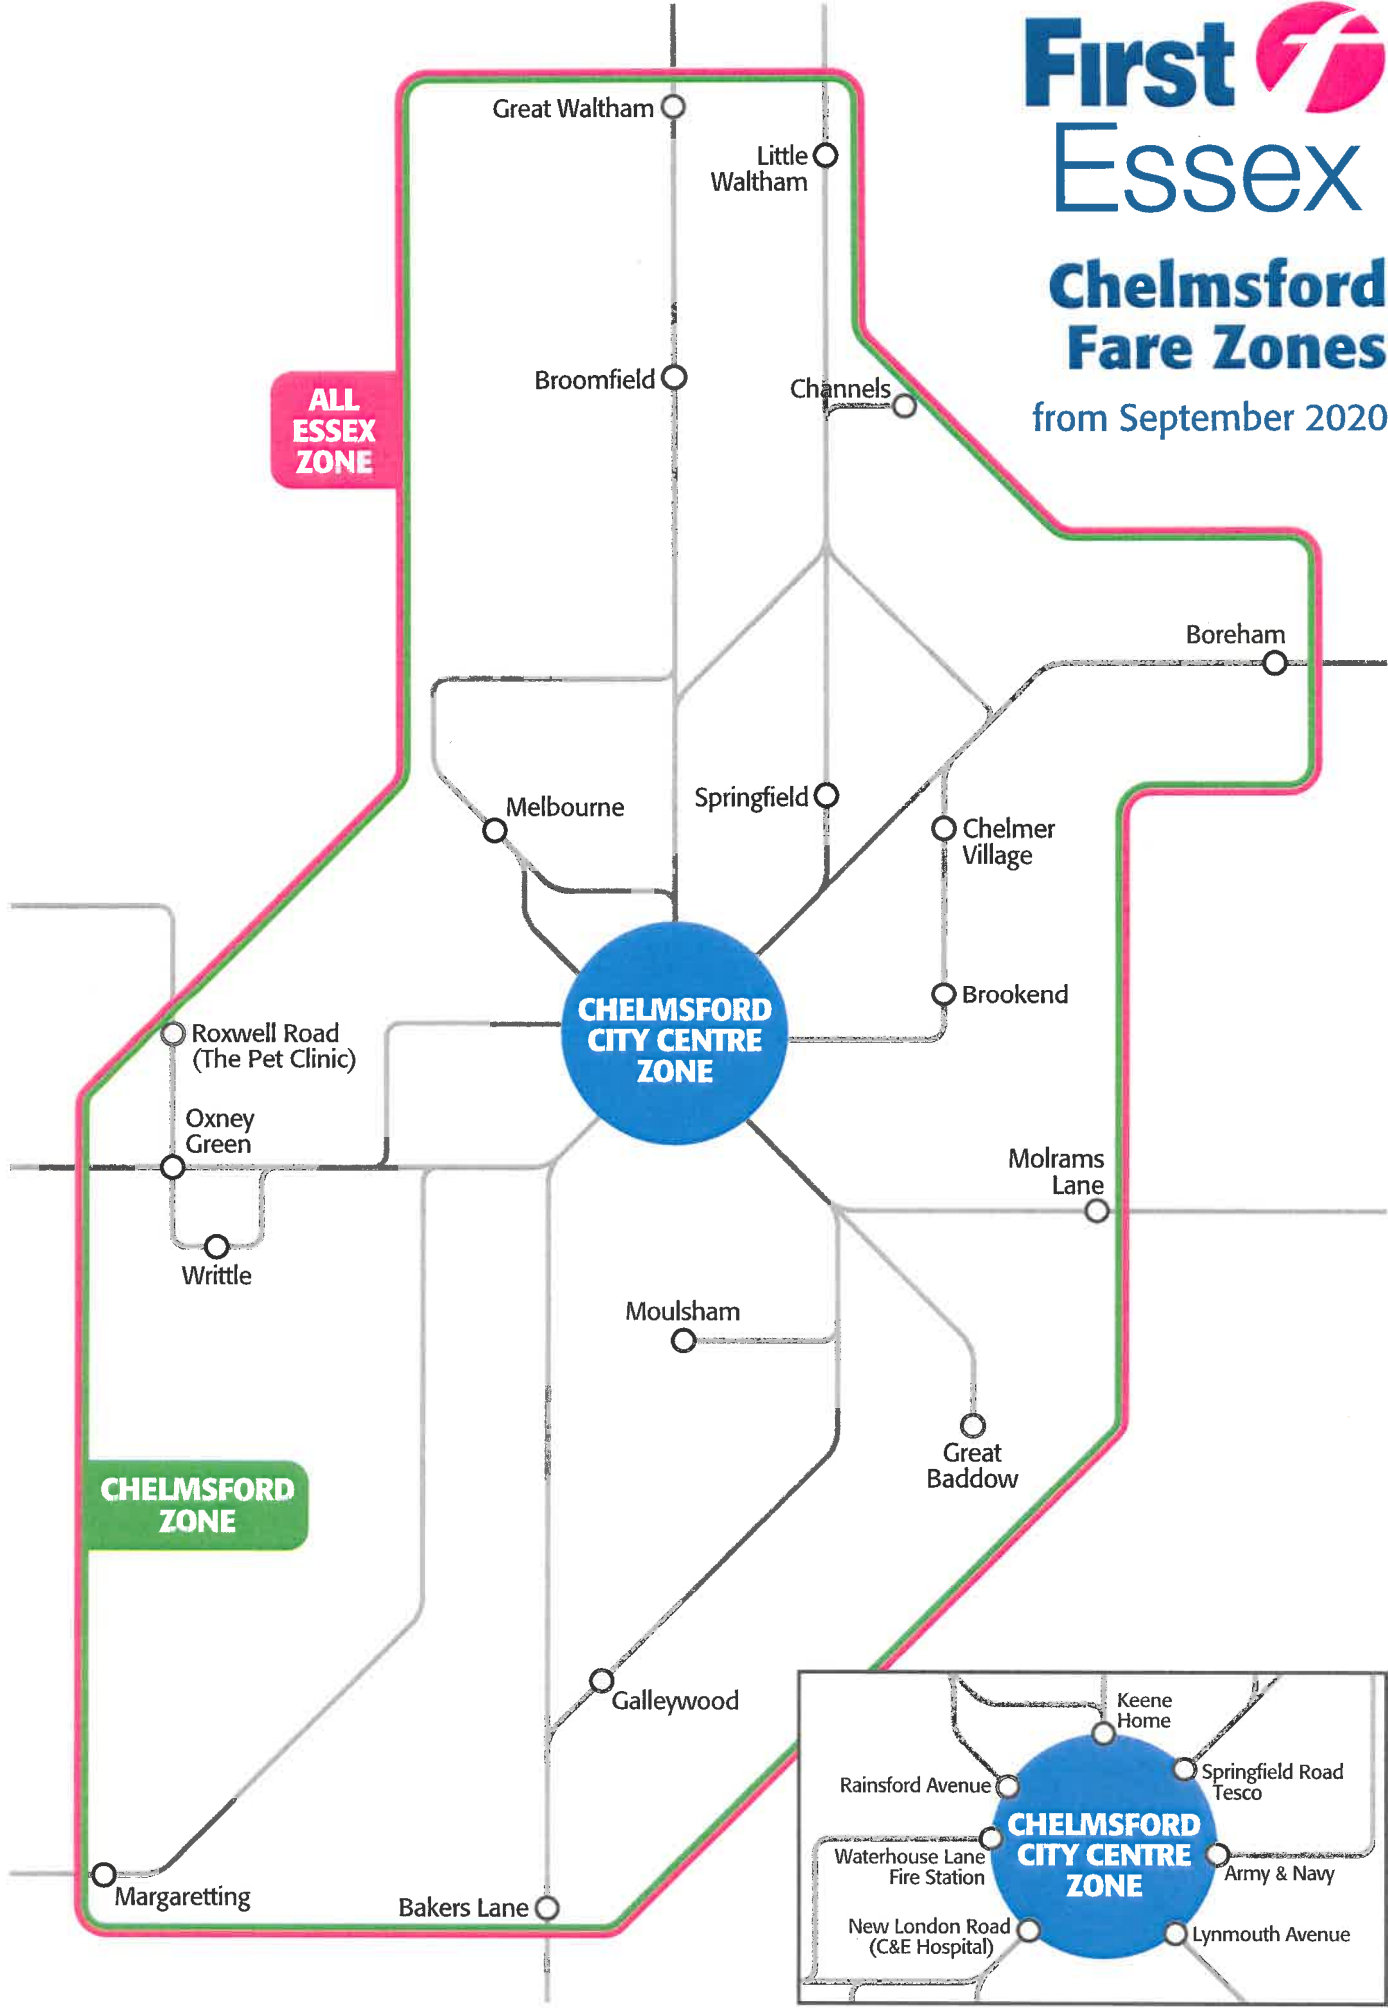 First
Essex
Chelmsford
Fare Zones
from September 2020
Great Waltham
Little
Waltham
Broomfield
Channels
ALL
ESSEX
ZONE
Boreham
Melbourne
Springfield
Chelmer
Village
CHELMSFORD
CITY CENTRE
ZONE
Brookend
Roxwell Road
(The Pet Clinic)
Oxney
Green
Writtle
Molrams
Lane
Moulsham
Great
Baddow
CHELMSFORD
ZONE
Galleywood
Margaretting
Bakers Lane
Keene
Home
Rainsford Avenue
Springfield Road
Tesco
CHELMSFORD
CITY CENTRE
ZONE
Waterhouse Lane
Fire Station
Army & Navy
New London Road
(C&E Hospital)
Lynmouth Avenue